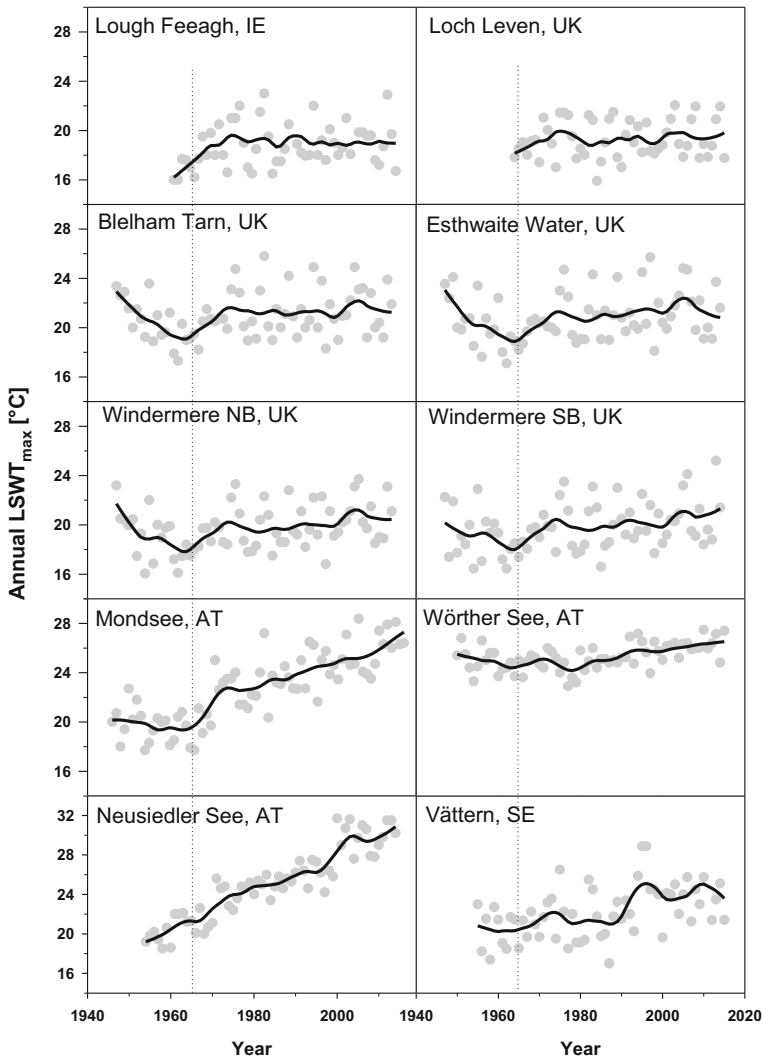 Lough Feeagh, IE
Loch Leven, UK
28
24
20
16
Blelham Tarn, UK
Esthwaite Water, UK
28
24
20
16
Annual LSWTmax [°C]
Windermere NB, UK
Windermere SB, UK
28
24
20
16
Mondsee, AT
Wörther See, AT
28
24
20
16
Neusiedler See, AT
Vättern, SE
32
28
24
20
16
1940 1960 1980 2000 1940 1960 1980 2000 2020
Year Year